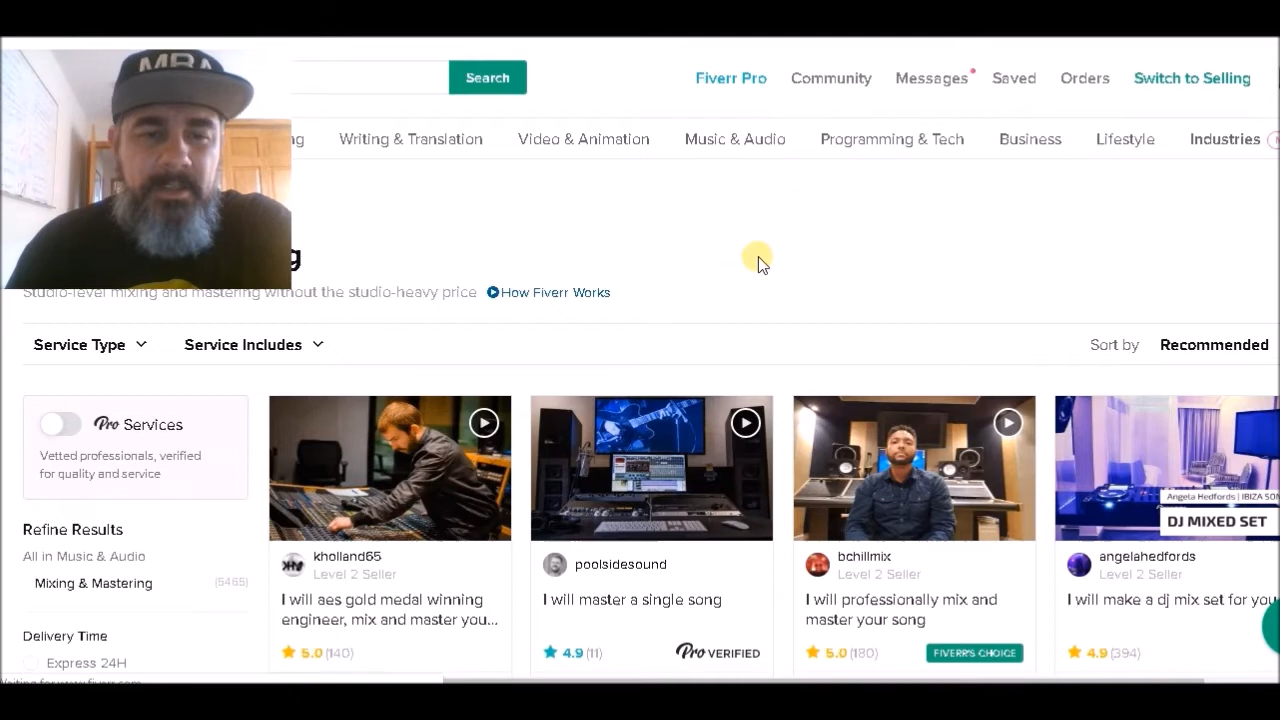 MBA
Search
Fiverr Pro
Community
Messages
Saved
Orders
Switch to Selling
ng
Writing & Translation
Video & Animation
Music & Audio
Programming & Tech
Business
Lifestyle
Industries
g
Studio-level mixing and mastering without the studio-heavy price
How Fiverr Works
Service Type
Service Includes
Sort by
Recommended
Pro Services
Vetted professionals, verified
for quality and service
Refine Results
All in Music & Audio
Mixing & Mastering (5465)
Delivery Time
Express 24H
kholland65
Level 2 Seller
I will aes gold medal winning
engineer, mix and master you...
5.0 (140)
poolsidesound
I will master a single song
4.9 (11)
Pro VERIFIED
bchillmix
Level 2 Seller
I will professionally mix and
master your song
5.0 (180)
FIVERR'S CHOICE
Angela Hedfords | IBIZA SON
DJ MIXED SET
angelahedfords
Level 2 Seller
I will make a dj mix set for you
4.9 (394)